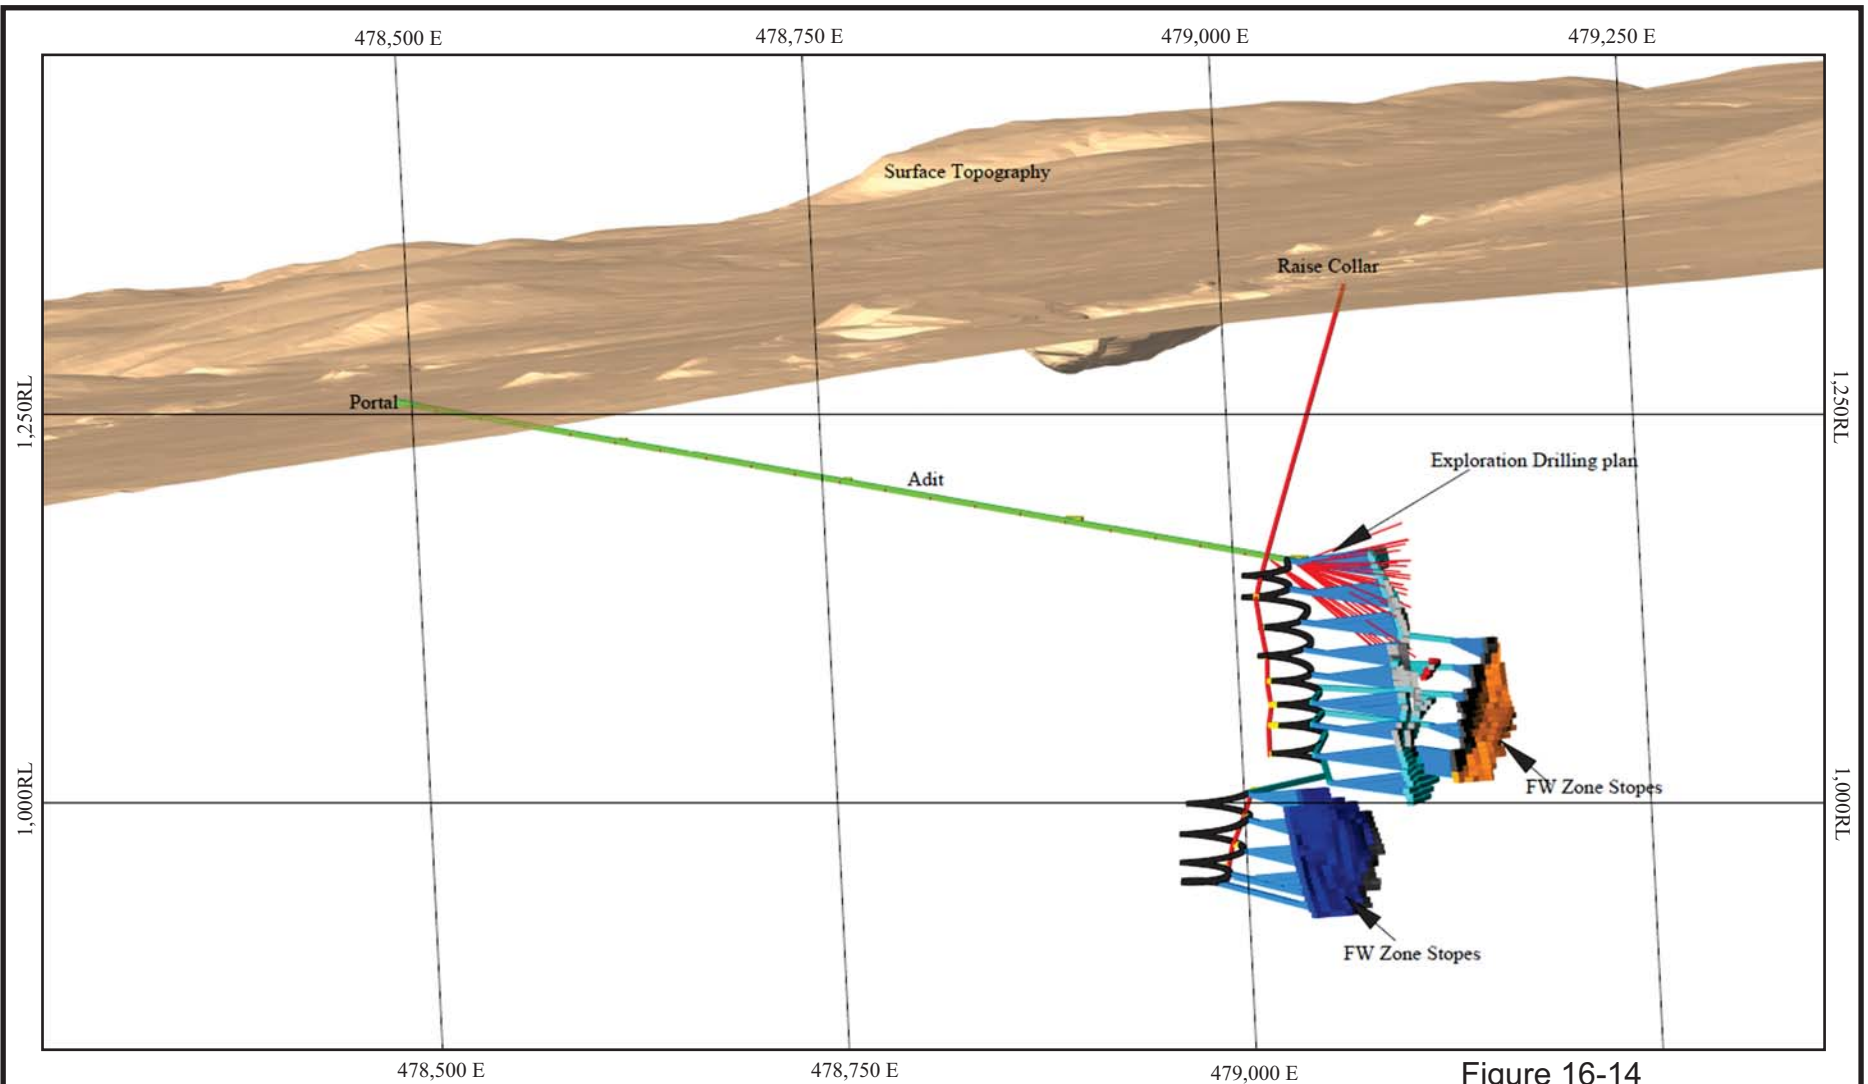 478,500 E
478,750 E
479,000 E
479,250 E
Surface Topography
Raise Collar
Portal
1,250RL
1,250RL
Exploration Drilling plan
Adit
1,000RL
1,000RL
FW Zone Stopes
FW Zone Stopes
478,500 E
478,750 E
479,000 E
Figure 16-14